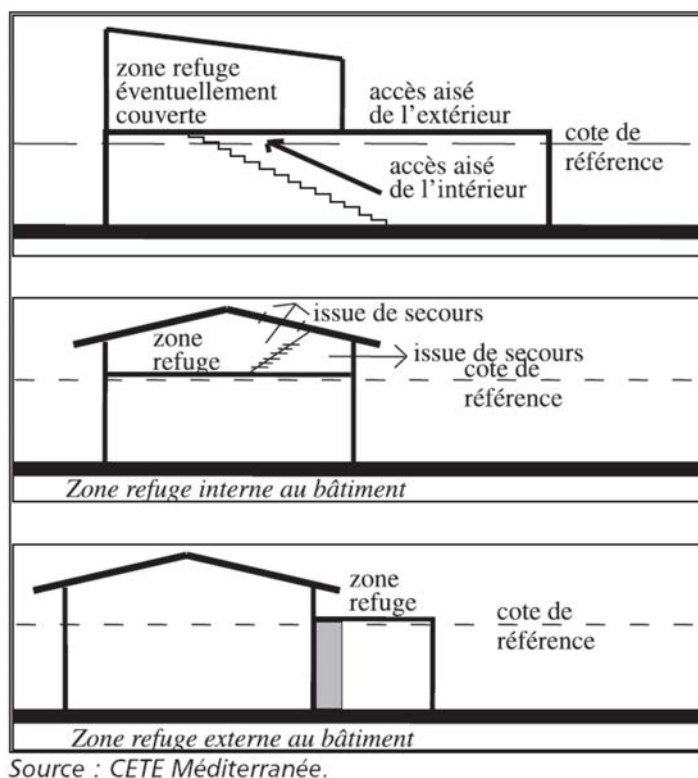 zone refuge
éventuellement
couverte
accès aisé
de l'extérieur
cote de
référence
accès aisé
de l'intérieur
issue de secours
zone
refuge
issue de secours
cote de
référence
Zone refuge interne au bâtiment
zone
refuge
cote de
référence
Zone refuge externe au bâtiment
Source : CETE Méditerranée.